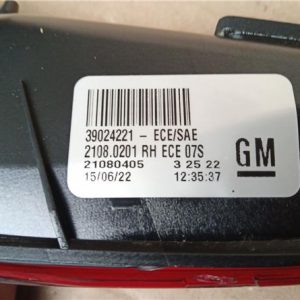 39024221 - ECE/SAE
2108.0201 RH ECE 07S
21080405 3 25 22
15/06/22 12:35:37
GM